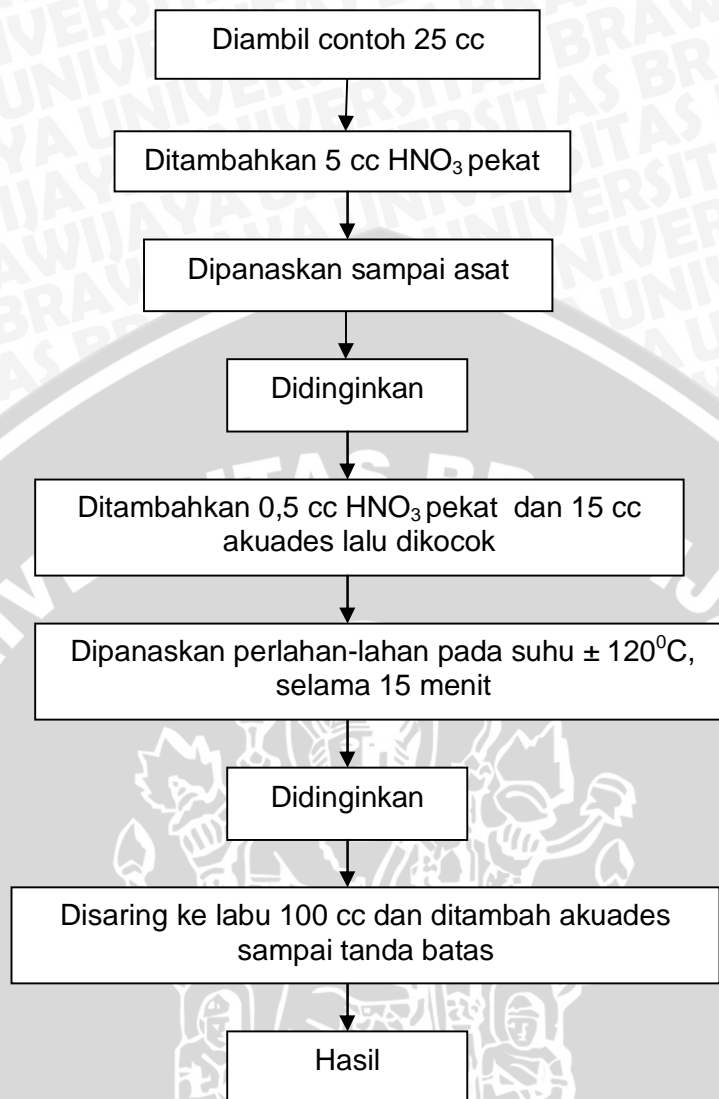 Diambil contoh 25 cc
Ditambahkan 5 cc HNO₃ pekat
Dipanaskan sampai asat
Didinginkan
Ditambahkan 0,5 cc HNO₃ pekat dan 15 cc
akuades lalu dikocok
Dipanaskan perlahan-lahan pada suhu ± 120⁰C,
selama 15 menit
Didinginkan
Disaring ke labu 100 cc dan ditambah akuades
sampai tanda batas
Hasil